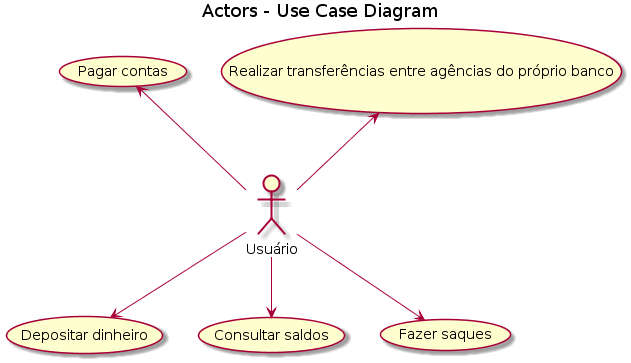 Actors - Use Case Diagram
Pagar contas
Realizar transferências entre agências do próprio banco
Usuário
Depositar dinheiro
Consultar saldos
Fazer saques